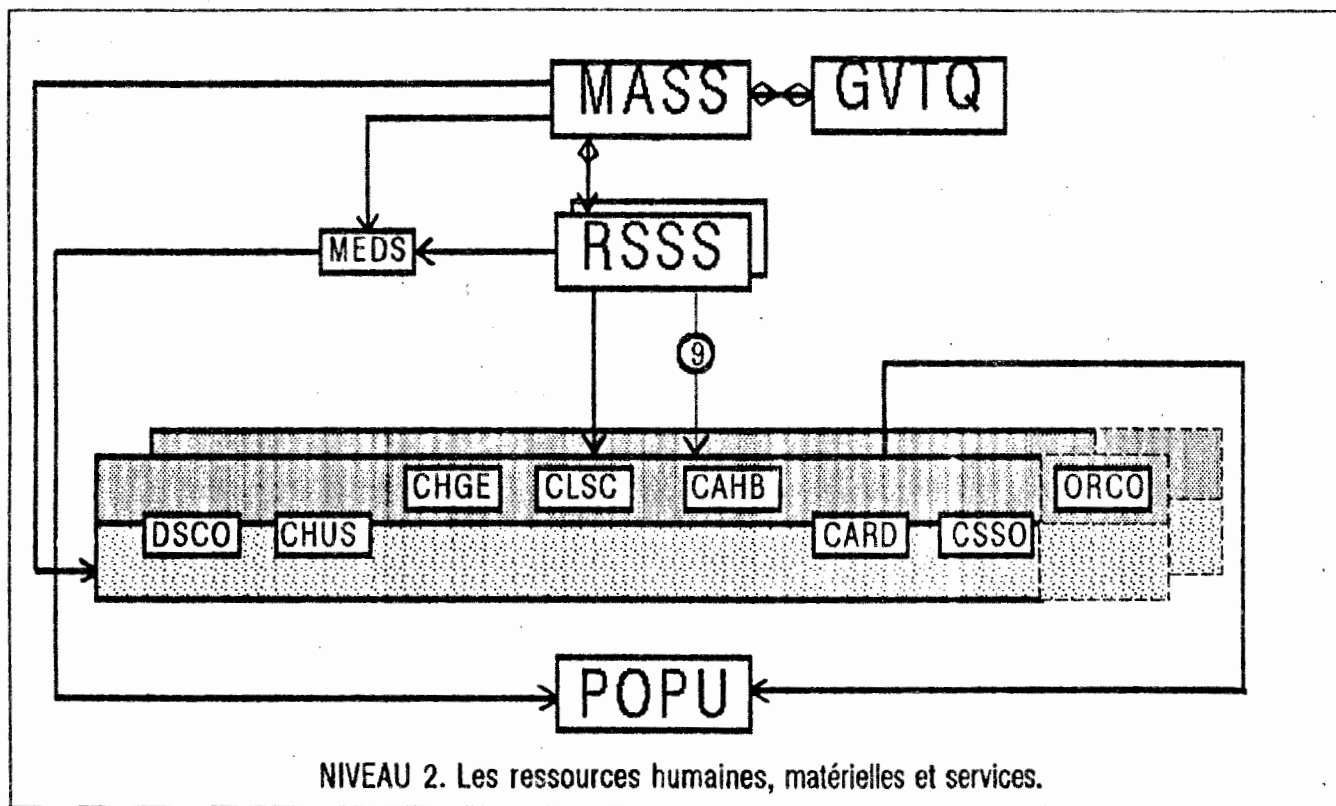 MASS GVTQ
MEDS RSSS
9
CHGE CLSC CAHB ORCO
DSCO CHUS CARD CSSO
POPU
NIVEAU 2. Les ressources humaines, matérielles et services.